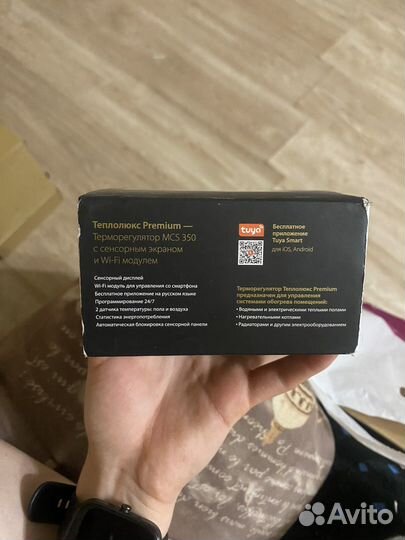 Теплолюкс Premium —
Терморегулятор MCS 350
с сенсорным экраном
и Wi-Fi модулем
Сенсорный дисплей
Wi-Fi модуль для управления со смартфона
Бесплатное приложение на русском языке
Программирование 24/7
2 датчика температуры: пола и воздуха
Статистика энергопотребления
Автоматическая блокировка сенсорной панели
tuya
Бесплатное
приложение
Tuya Smart
для iOS, Android
Терморегулятор Теплолюкс Premium
предназначен для управления
системами обогрева помещений:
• Водяными и электрическими теплыми полами
• Нагревательными котлами
• Радиаторами и другим электрооборудованием
Avito